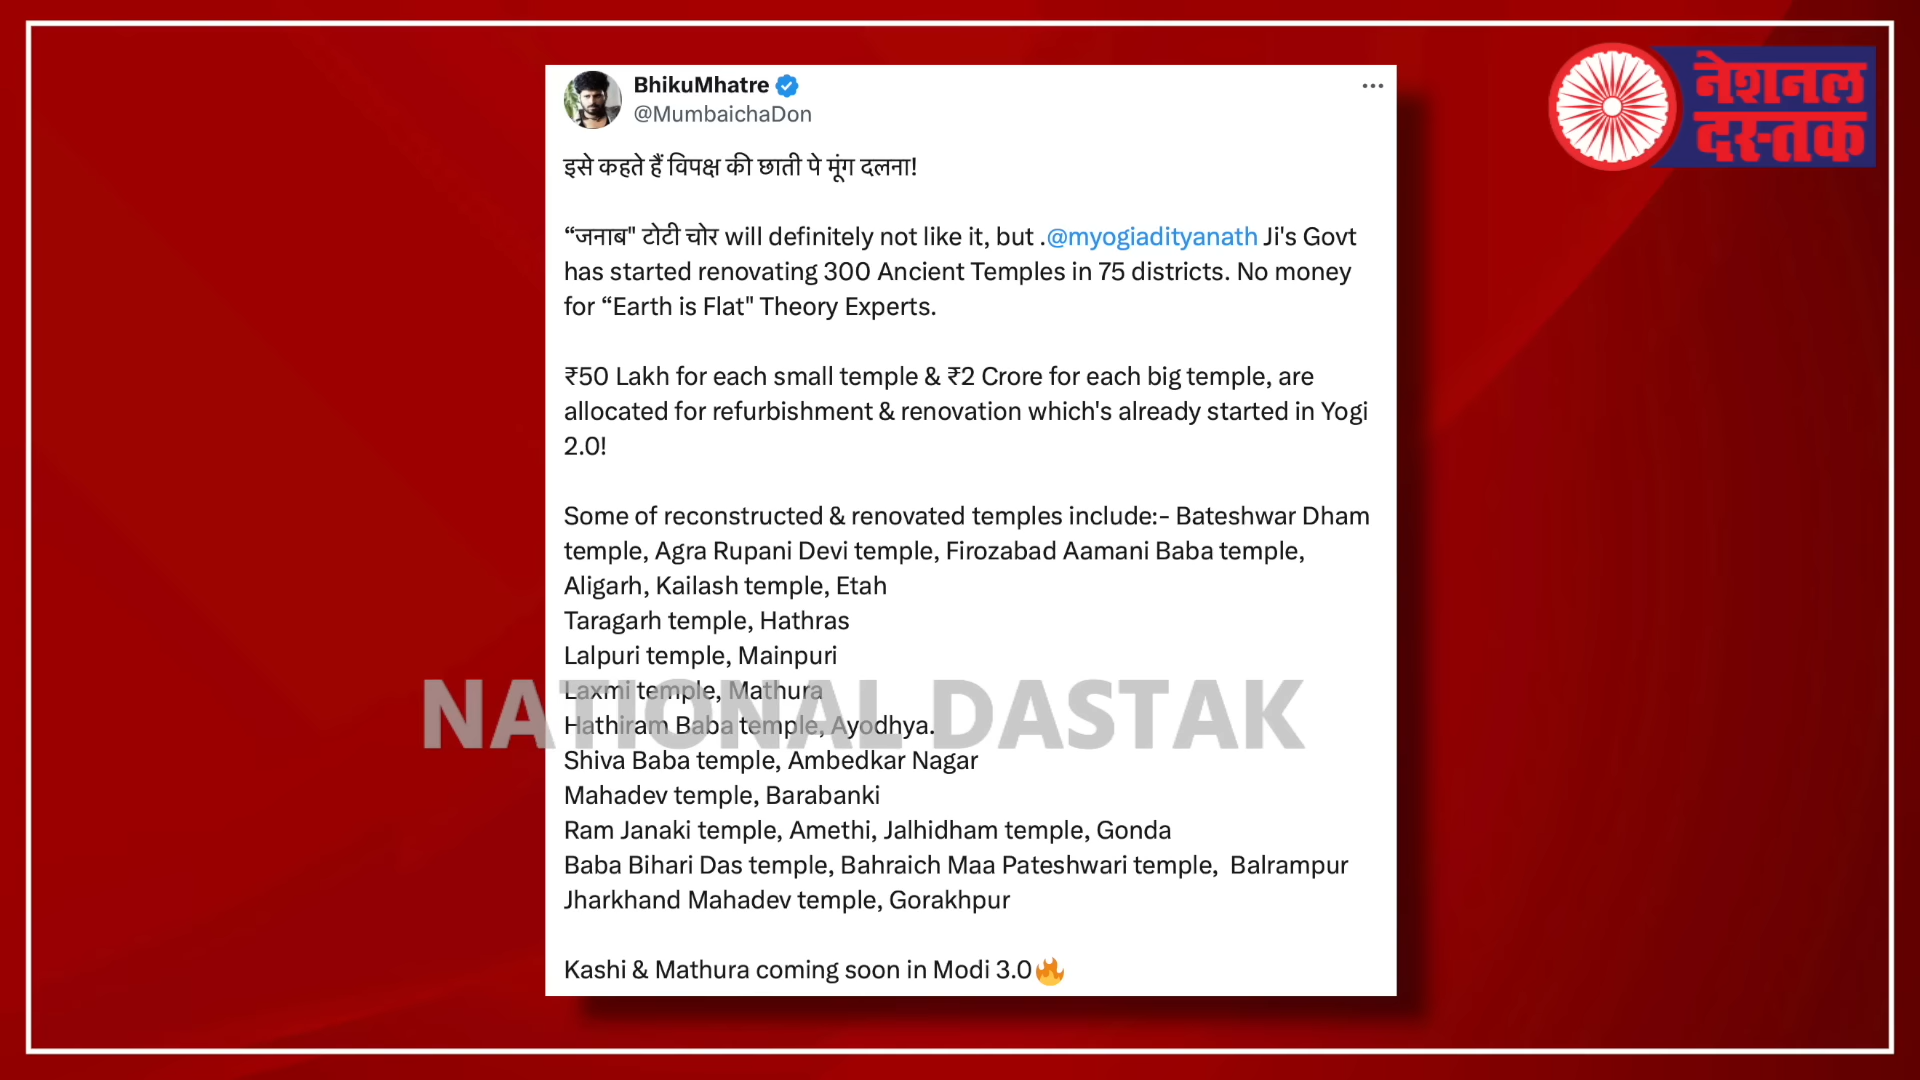 BhikuMhatre
@MumbaichaDon
नेशनल
दस्तक
इसे कहते हैं विपक्ष की छाती पे मूंग दलना!
“जनाब" टोटी चोर will definitely not like it, but .@myogiadityanath Ji's Govt
has started renovating 300 Ancient Temples in 75 districts. No money
for “Earth is Flat" Theory Experts.
₹50 Lakh for each small temple & ₹2 Crore for each big temple, are
allocated for refurbishment & renovation which's already started in Yogi
2.0!
Some of reconstructed & renovated temples include:- Bateshwar Dham
temple, Agra Rupani Devi temple, Firozabad Aamani Baba temple,
Aligarh, Kailash temple, Etah
Taragarh temple, Hathras
Lalpuri temple, Mainpuri
Laxmi temple, Mathura
NATIONAL DASTAK
Hathiram Baba temple, Ayodhya.
Shiva Baba temple, Ambedkar Nagar
Mahadev temple, Barabanki
Ram Janaki temple, Amethi, Jalhidham temple, Gonda
Baba Bihari Das temple, Bahraich Maa Pateshwari temple,  Balrampur
Jharkhand Mahadev temple, Gorakhpur
Kashi & Mathura coming soon in Modi 3.0🔥